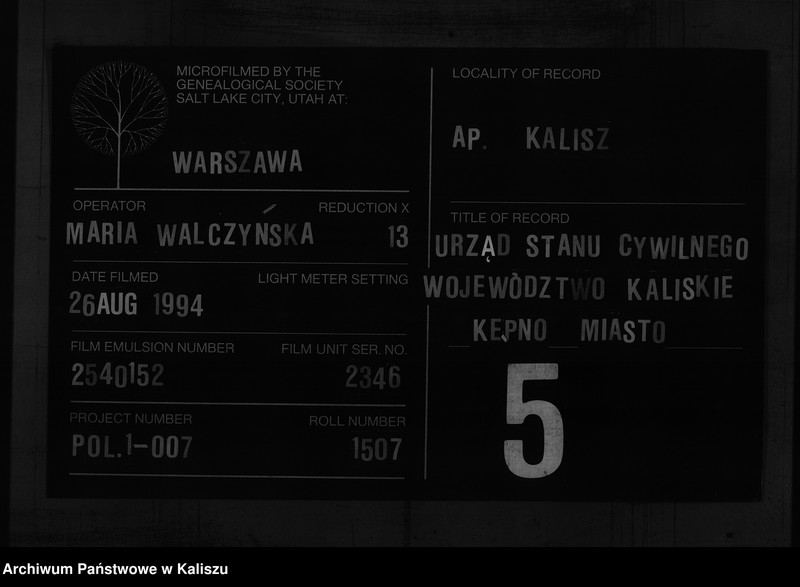 MICROFILMED BY THE
GENEALOGICAL SOCIETY
SALT LAKE CITY, UTAH AT:
WARSZAWA
OPERATOR REDUCTION X
MARIA WALCZYŃSKA 13
DATE FILMED LIGHT METER SETTING
26AUG 1994
FILM EMULSION NUMBER FILM UNIT SER. NO.
2540152 2346
PROJECT NUMBER ROLL NUMBER
POL.1-007 1507
LOCALITY OF RECORD
AP. KALISZ
TITLE OF RECORD
URZĄD STANU CYWILNEGO
WOJEWÒDZTWO KALISKIE
KĘPNO MIASTO
5
Archiwum Państwowe w Kaliszu